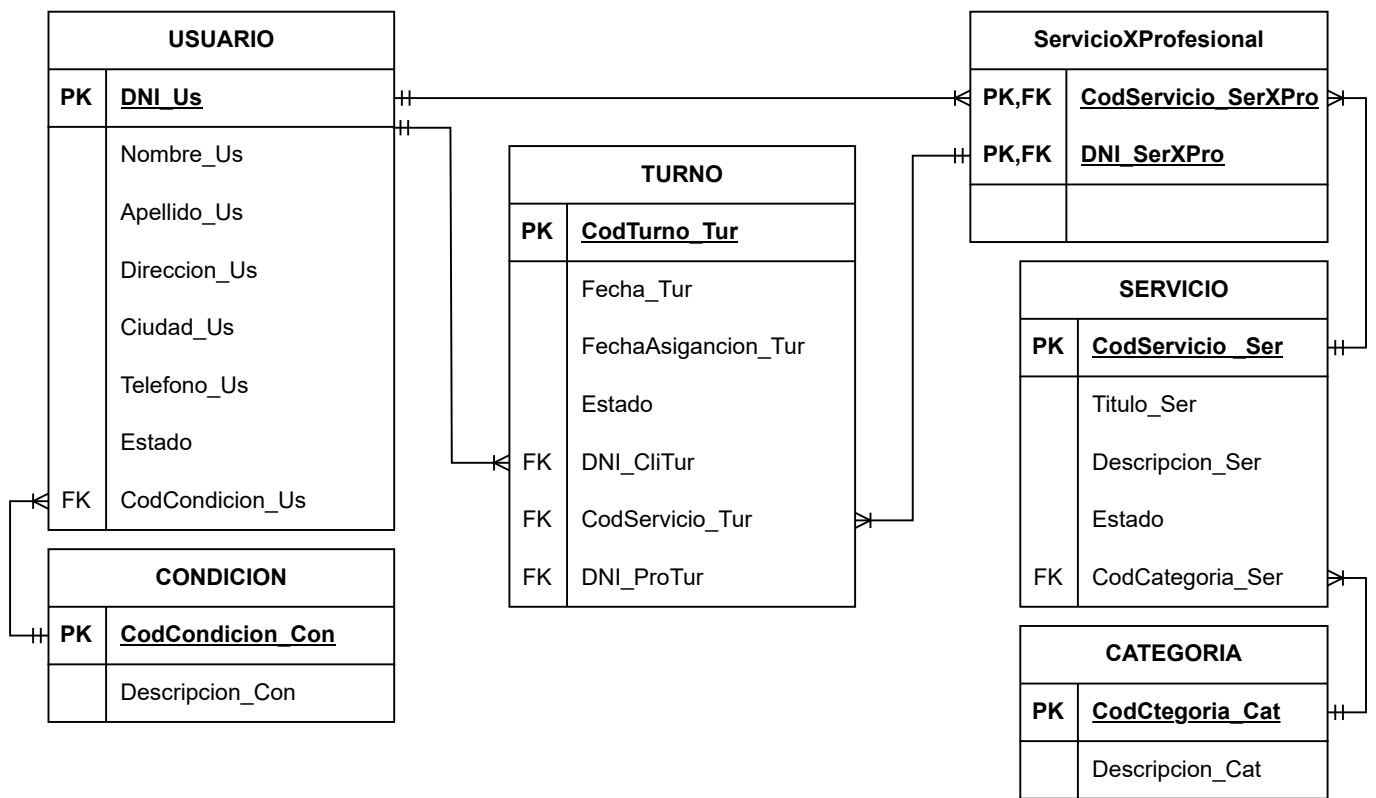 USUARIO
PK DNI_Us
Nombre_Us
Apellido_Us
Direccion_Us
Ciudad_Us
Telefono_Us
Estado
FK CodCondicion_Us
CONDICION
PK CodCondicion_Con
Descripcion_Con
TURNO
PK CodTurno_Tur
Fecha_Tur
FechaAsigancion_Tur
Estado
FK DNI_CliTur
FK CodServicio_Tur
FK DNI_ProTur
ServicioXProfesional
PK,FK CodServicio_SerXPro
PK,FK DNI_SerXPro
SERVICIO
PK CodServicio _Ser
Titulo_Ser
Descripcion_Ser
Estado
FK CodCategoria_Ser
CATEGORIA
PK CodCtegoria_Cat
Descripcion_Cat